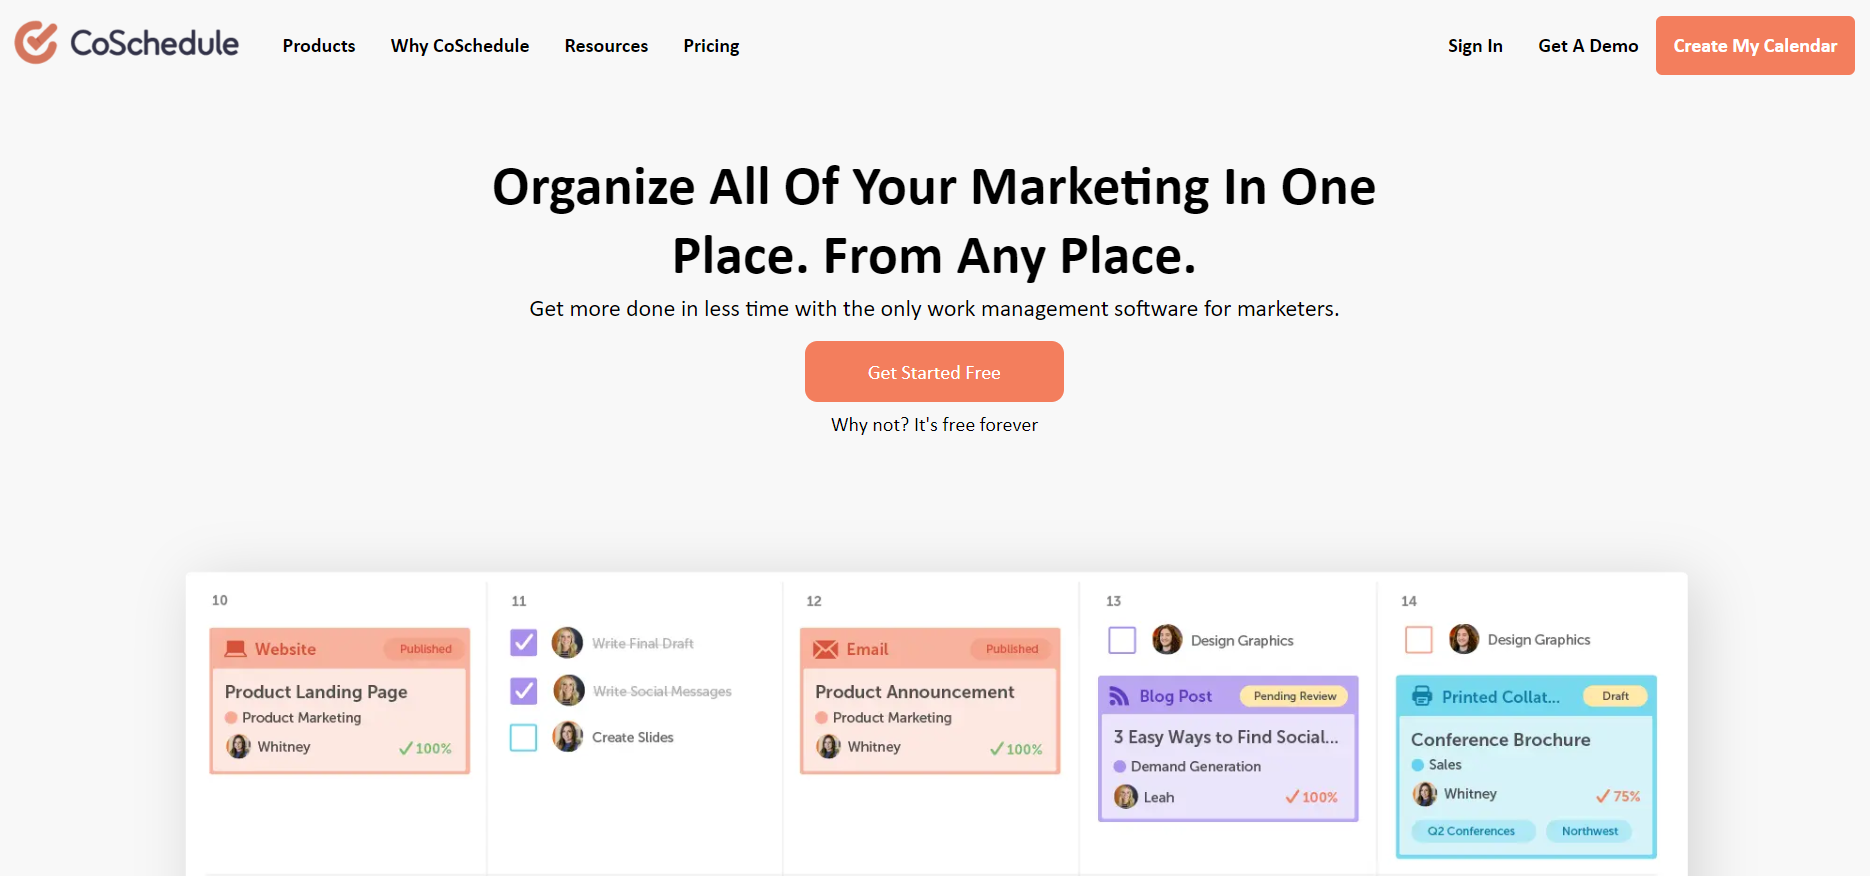 CoSchedule
Products
Why CoSchedule
Resources
Pricing
Sign In
Get A Demo
Create My Calendar
Organize All Of Your Marketing In One
Place. From Any Place.
Get more done in less time with the only work management software for marketers.
Get Started Free
Why not? It's free forever
10
Website
Published
Product Landing Page
Product Marketing
Whitney
100%
11
Write Final Draft
Write Social Messages
Create Slides
12
Email
Published
Product Announcement
Product Marketing
Whitney
100%
13
Design Graphics
Blog Post
Pending Review
3 Easy Ways to Find Social...
Demand Generation
Leah
100%
14
Design Graphics
Printed Collat...
Draft
Conference Brochure
Sales
Whitney
75%
Q2 Conferences
Northwest